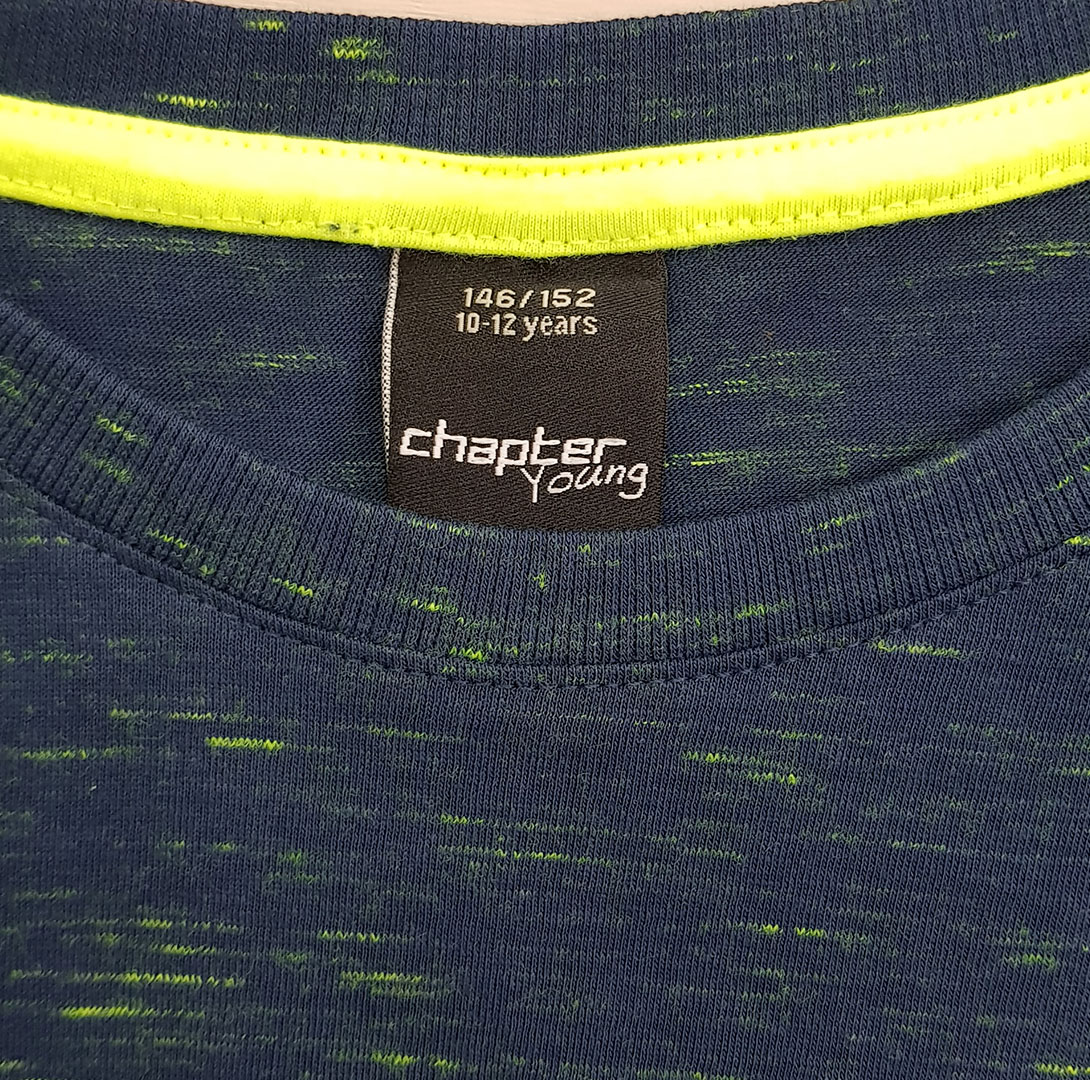 146/152
10-12 years
chapter
Young